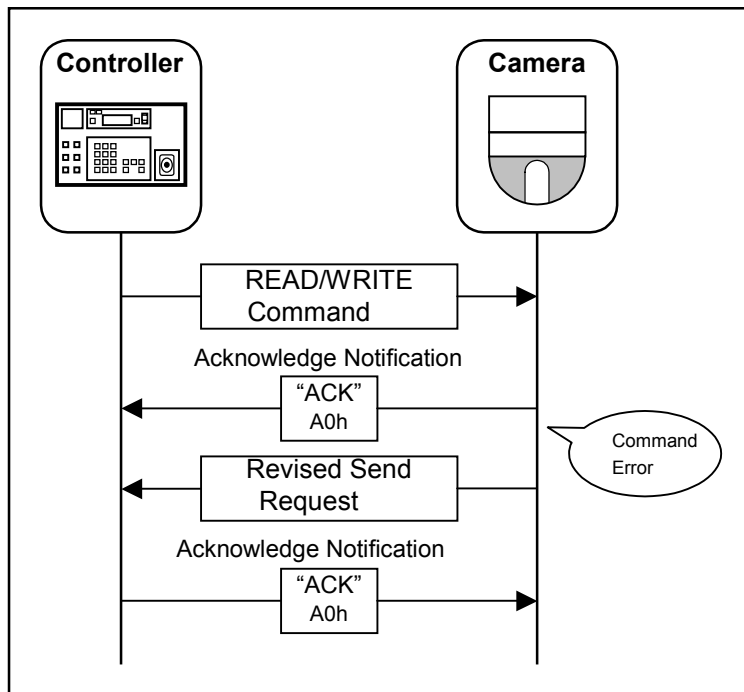 Controller
Camera
READ/WRITE
Command
Acknowledge Notification
“ACK”
A0h
Command
Error
Revised Send
Request
Acknowledge Notification
“ACK”
A0h